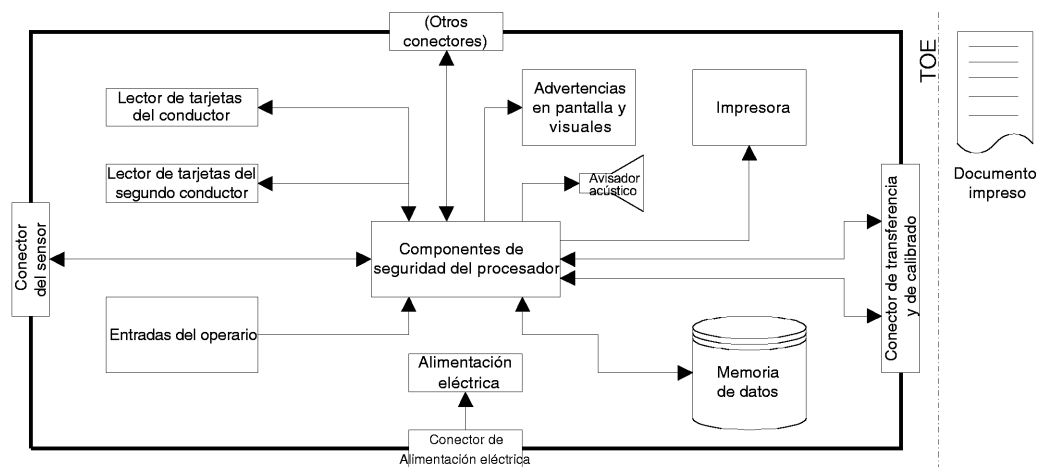 (Otros
conectores)
TOE
Lector de tarjetas
del conductor
Advertencias
en pantalla y
visuales
Impresora
Lector de tarjetas del
segundo conductor
Avisador
acústico
Documento
impreso
Conector
del sensor
Componentes de
seguridad del procesador
Conector de transferencia
y de calibrado
Entradas del operario
Alimentación
eléctrica
Memoria
de datos
Conector de
Alimentación eléctrica